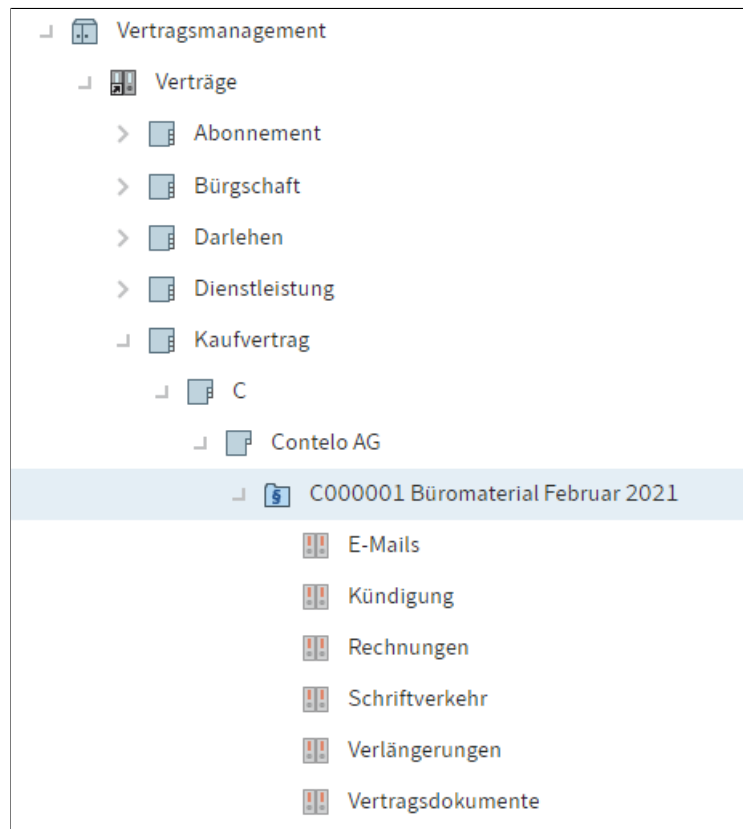 Vertragsmanagement
Verträge
Abonnement
Bürgschaft
Darlehen
Dienstleistung
Kaufvertrag
C
Contelo AG
C000001 Büromaterial Februar 2021
E-Mails
Kündigung
Rechnungen
Schriftverkehr
Verlängerungen
Vertragsdokumente